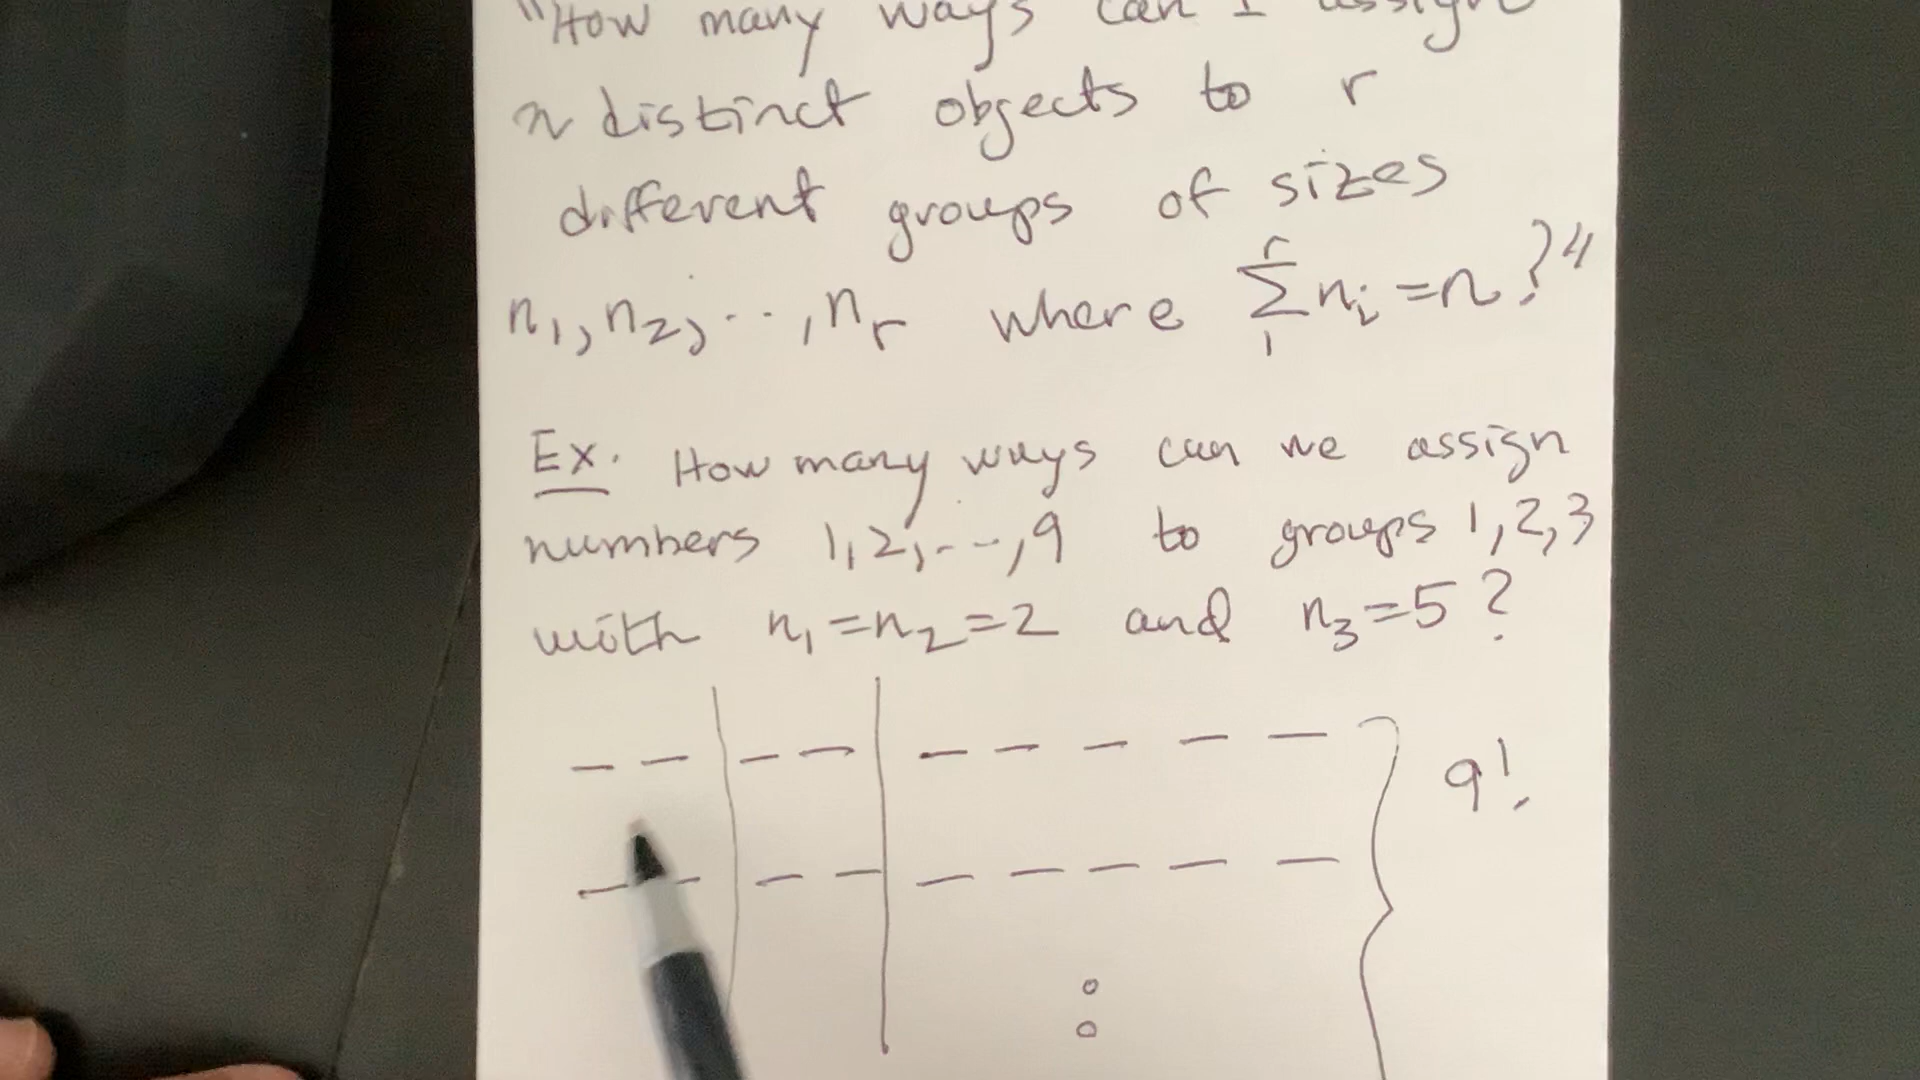 "How many ways can I assign
n distinct objects to r
different groups of sizes
n₁, n₂, ..., nᵣ where ∑₁ʳ nᵢ = n?"
Ex. How many ways can we assign
numbers 1, 2, ..., 9 to groups 1, 2, 3
with n₁ = n₂ = 2 and n₃ = 5?
9!